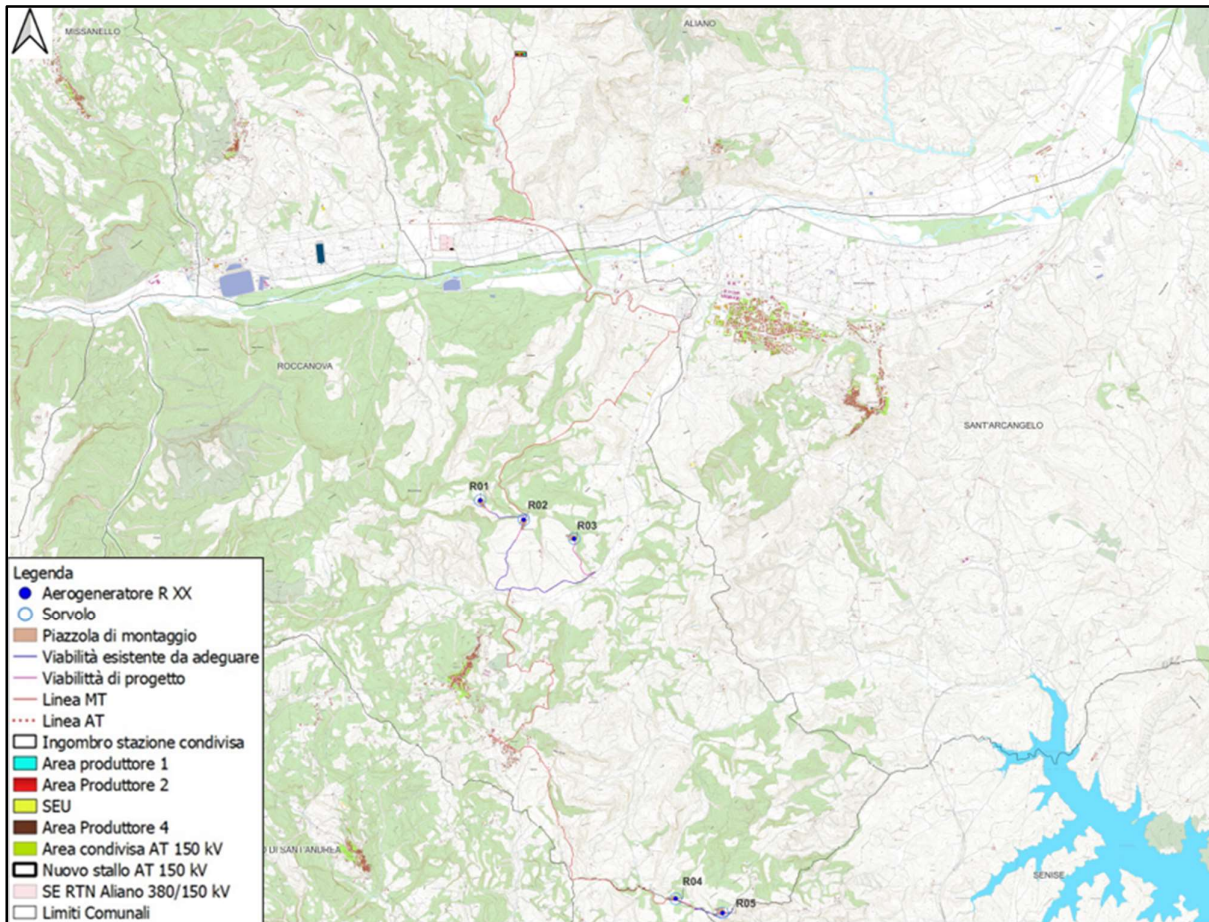 MISSANELLO
ALIANO
ROCCANOVA
SANT'ARCANGELO
R01
R02
R03
Legenda
Aerogeneratore R XX
Sorvolo
Piazzola di montaggio
Viabilità esistente da adeguare
Viabilittà di progetto
Linea MT
Linea AT
Ingombro stazione condivisa
Area produttore 1
Area Produttore 2
SEU
Area Produttore 4
Area condivisa AT 150 kV
Nuovo stallo AT 150 kV
SE RTN Aliano 380/150 kV
Limiti Comunali
O DI SANT'ANDREA
R04
R05
SENISE